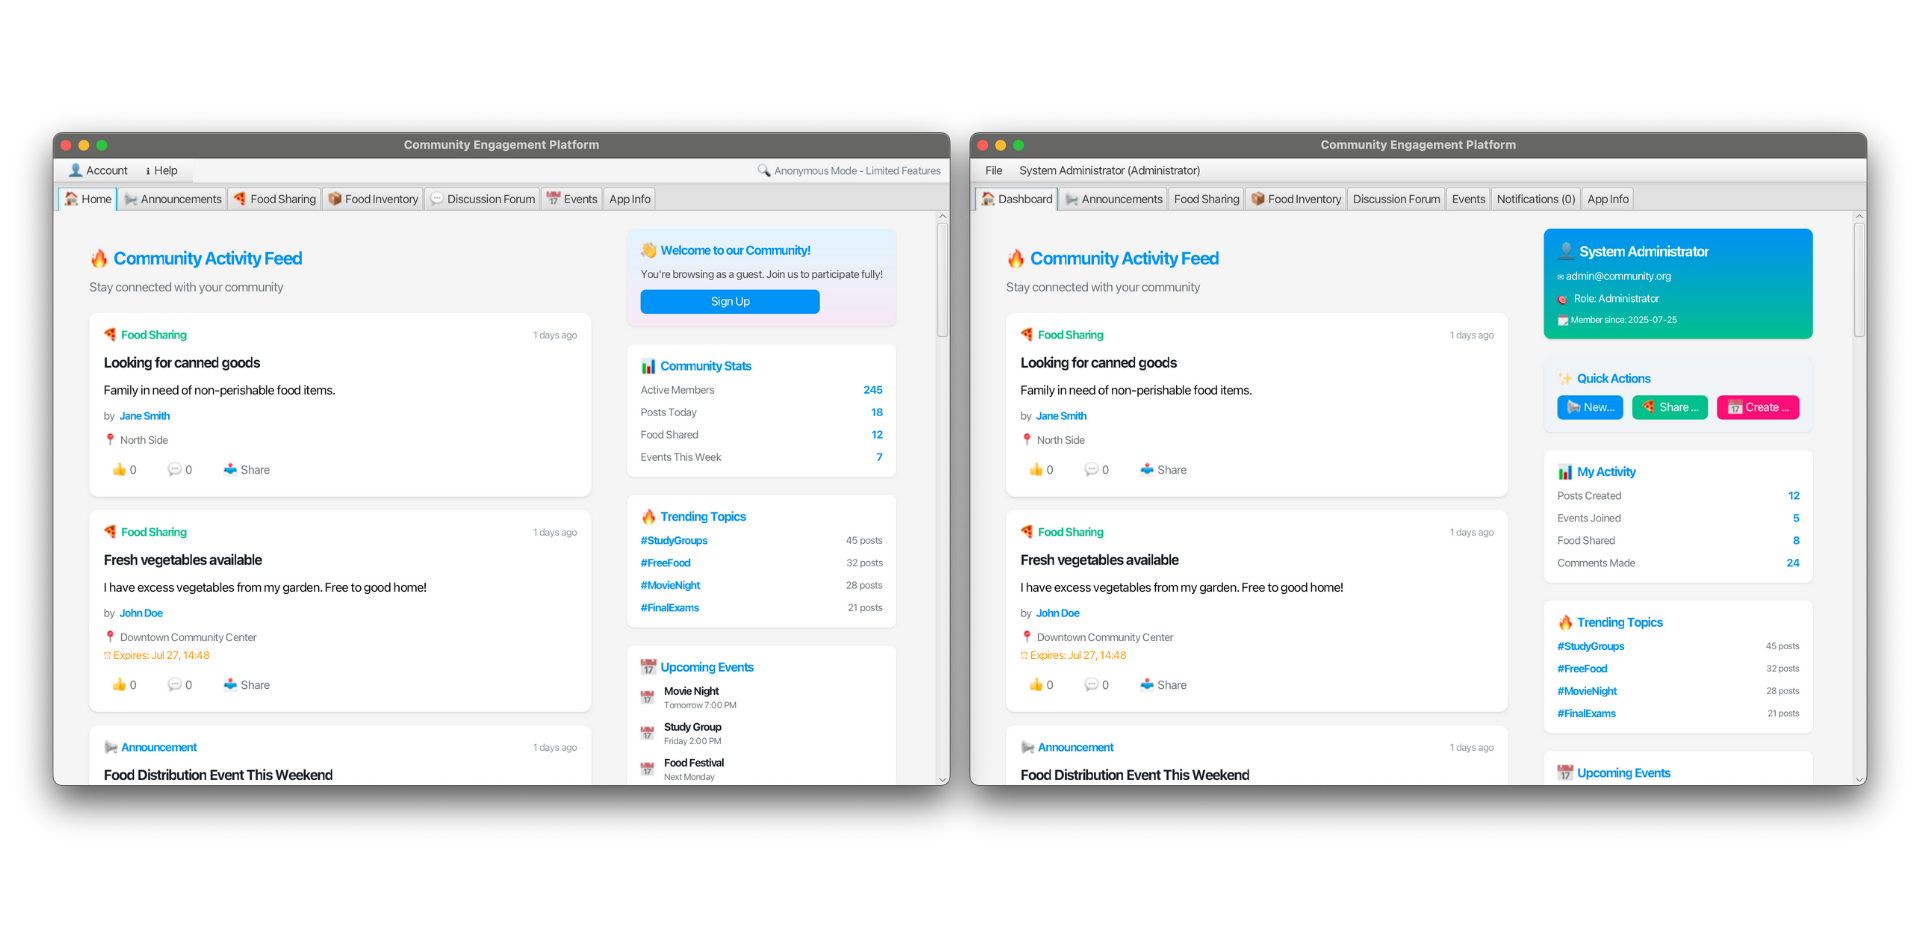 Community Engagement Platform
Account Help Anonymous Mode - Limited Features
Home Announcements Food Sharing Food Inventory Discussion Forum Events App Info
Community Activity Feed
Stay connected with your community
Food Sharing 1 days ago
Looking for canned goods
Family in need of non-perishable food items.
by Jane Smith
North Side
0 0 Share
Food Sharing 1 days ago
Fresh vegetables available
I have excess vegetables from my garden. Free to good home!
by John Doe
Downtown Community Center
Expires: Jul 27, 14:48
0 0 Share
Announcement 1 days ago
Food Distribution Event This Weekend
Welcome to our Community!
You're browsing as a guest. Join us to participate fully!
Sign Up
Community Stats
Active Members 245
Posts Today 18
Food Shared 12
Events This Week 7
Trending Topics
#StudyGroups 45 posts
#FreeFood 32 posts
#MovieNight 28 posts
#FinalExams 21 posts
Upcoming Events
Movie Night
Tomorrow 7:00 PM
Study Group
Friday 2:00 PM
Food Festival
Next Monday
Community Engagement Platform
File System Administrator (Administrator)
Dashboard Announcements Food Sharing Food Inventory Discussion Forum Events Notifications (0) App Info
Community Activity Feed
Stay connected with your community
Food Sharing 1 days ago
Looking for canned goods
Family in need of non-perishable food items.
by Jane Smith
North Side
0 0 Share
Food Sharing 1 days ago
Fresh vegetables available
I have excess vegetables from my garden. Free to good home!
by John Doe
Downtown Community Center
Expires: Jul 27, 14:48
0 0 Share
Announcement 1 days ago
Food Distribution Event This Weekend
System Administrator
admin@community.org
Role: Administrator
Member since: 2025-07-25
Quick Actions
New... Share ... Create ...
My Activity
Posts Created 12
Events Joined 5
Food Shared 8
Comments Made 24
Trending Topics
#StudyGroups 45 posts
#FreeFood 32 posts
#MovieNight 28 posts
#FinalExams 21 posts
Upcoming Events